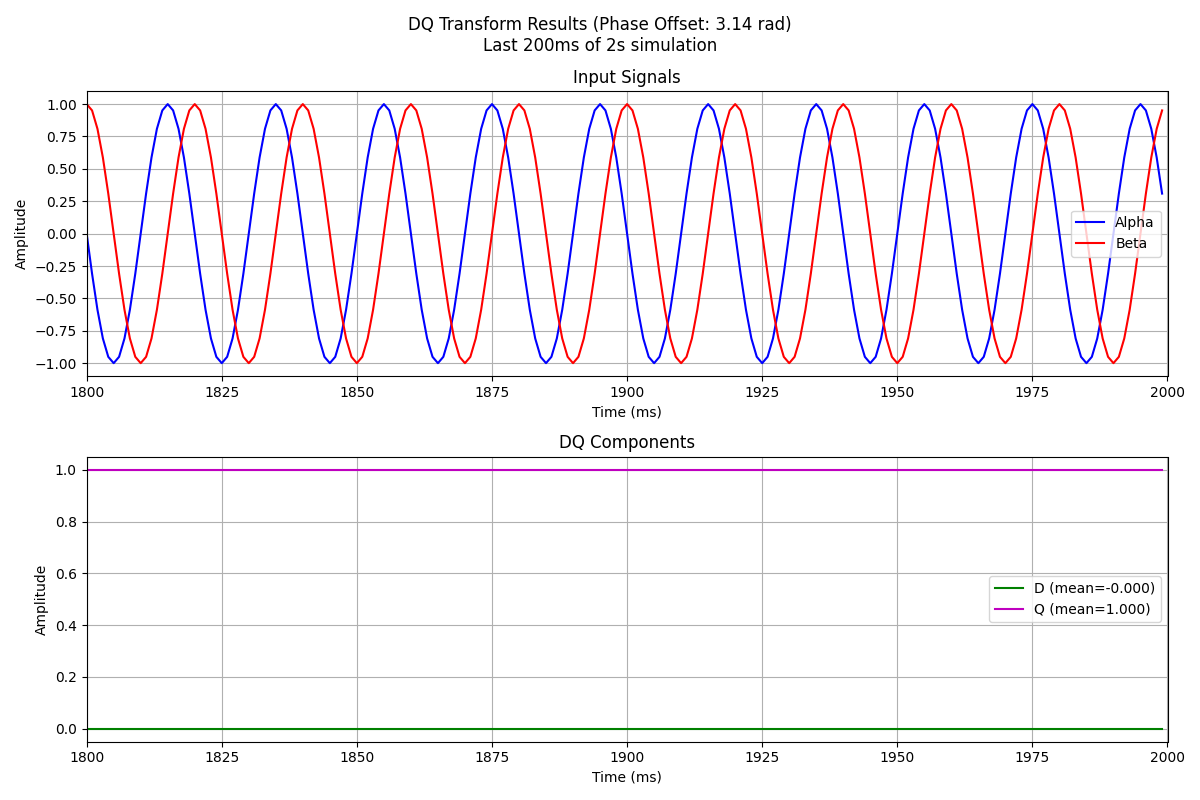 DQ Transform Results (Phase Offset: 3.14 rad)
Last 200ms of 2s simulation
Input Signals
1.00
0.75
0.50
0.25
0.00
−0.25
−0.50
−0.75
−1.00
Amplitude
Alpha
Beta
1800 1825 1850 1875 1900 1925 1950 1975 2000
Time (ms)
DQ Components
1.0
0.8
0.6
0.4
0.2
0.0
Amplitude
D (mean=-0.000)
Q (mean=1.000)
1800 1825 1850 1875 1900 1925 1950 1975 2000
Time (ms)